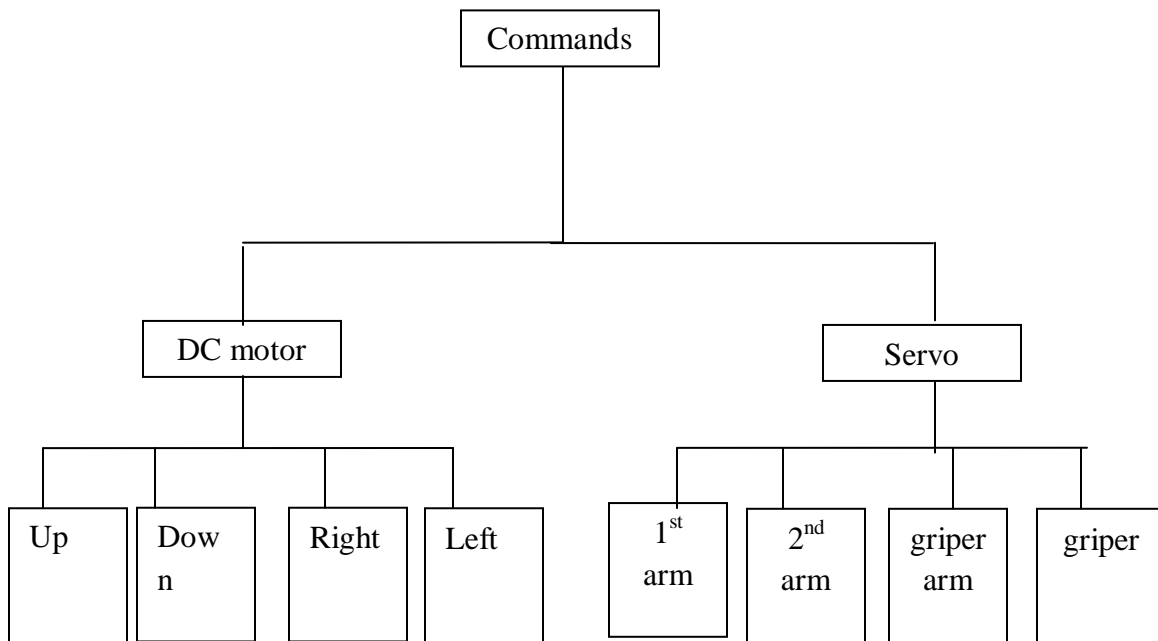 Commands
DC motor
Servo
Up
Dow
n
Right
Left
1st
arm
2nd
arm
griper
arm
griper